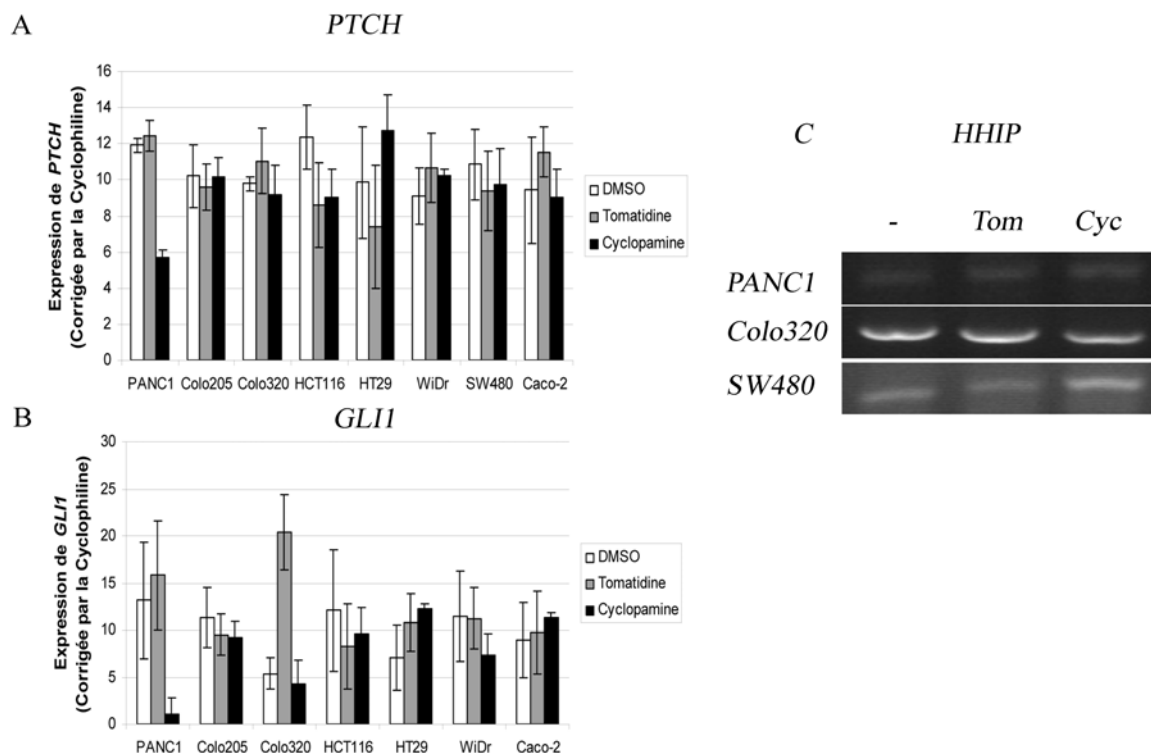 A
PTCH
Expression de PTCH
(Corrigée par la Cyclophiline)
16
14
12
10
8
6
4
2
0
PANC1 Colo205 Colo320 HCT116 HT29 WiDr SW480 Caco-2
DMSO
Tomatidine
Cyclopamine
B
GLI1
Expression de GLI1
(Corrigée par la Cyclophiline)
30
25
20
15
10
5
0
PANC1 Colo205 Colo320 HCT116 HT29 WiDr Caco-2
DMSO
Tomatidine
Cyclopamine
C HHIP
- Tom Cyc
PANC1
Colo320
SW480